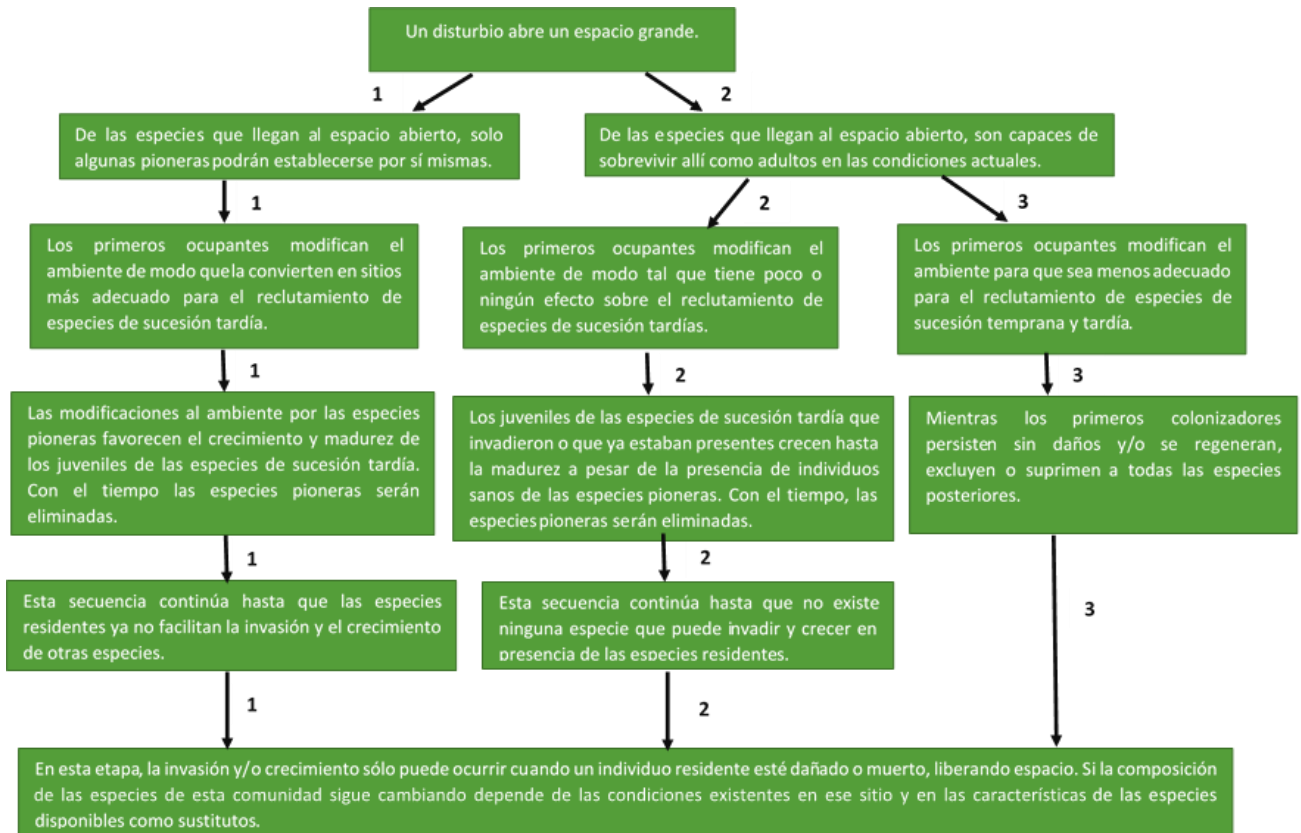 Un disturbio abre un espacio grande.
1
2
De las especies que llegan al espacio abierto, solo
algunas pioneras podrán establecerse por sí mismas.
De las especies que llegan al espacio abierto, son capaces de
sobrevivir allí como adultos en las condiciones actuales.
1
2
3
Los primeros ocupantes modifican el
ambiente de modo que la convierten en sitios
más adecuado para el reclutamiento de
especies de sucesión tardía.
Los primeros ocupantes modifican el
ambiente de modo tal que tiene poco o
ningún efecto sobre el reclutamiento de
especies de sucesión tardías.
Los primeros ocupantes modifican el
ambiente para que sea menos adecuado
para el reclutamiento de especies de
sucesión temprana y tardía.
1
2
3
Las modificaciones al ambiente por las especies
pioneras favorecen el crecimiento y madurez de
los juveniles de las especies de sucesión tardía.
Con el tiempo las especies pioneras serán
eliminadas.
Los juveniles de las especies de sucesión tardía que
invadieron o que ya estaban presentes crecen hasta
la madurez a pesar de la presencia de individuos
sanos de las especies pioneras. Con el tiempo, las
especies pioneras serán eliminadas.
Mientras los primeros colonizadores
persisten sin daños y/o se regeneran,
excluyen o suprimen a todas las especies
posteriores.
1
2
3
Esta secuencia continúa hasta que las especies
residentes ya no facilitan la invasión y el crecimiento
de otras especies.
Esta secuencia continúa hasta que no existe
ninguna especie que puede invadir y crecer en
presencia de las especies residentes.
1
2
En esta etapa, la invasión y/o crecimiento sólo puede ocurrir cuando un individuo residente esté dañado o muerto, liberando espacio. Si la composición
de las especies de esta comunidad sigue cambiando depende de las condiciones existentes en ese sitio y en las características de las especies
disponibles como sustitutos.